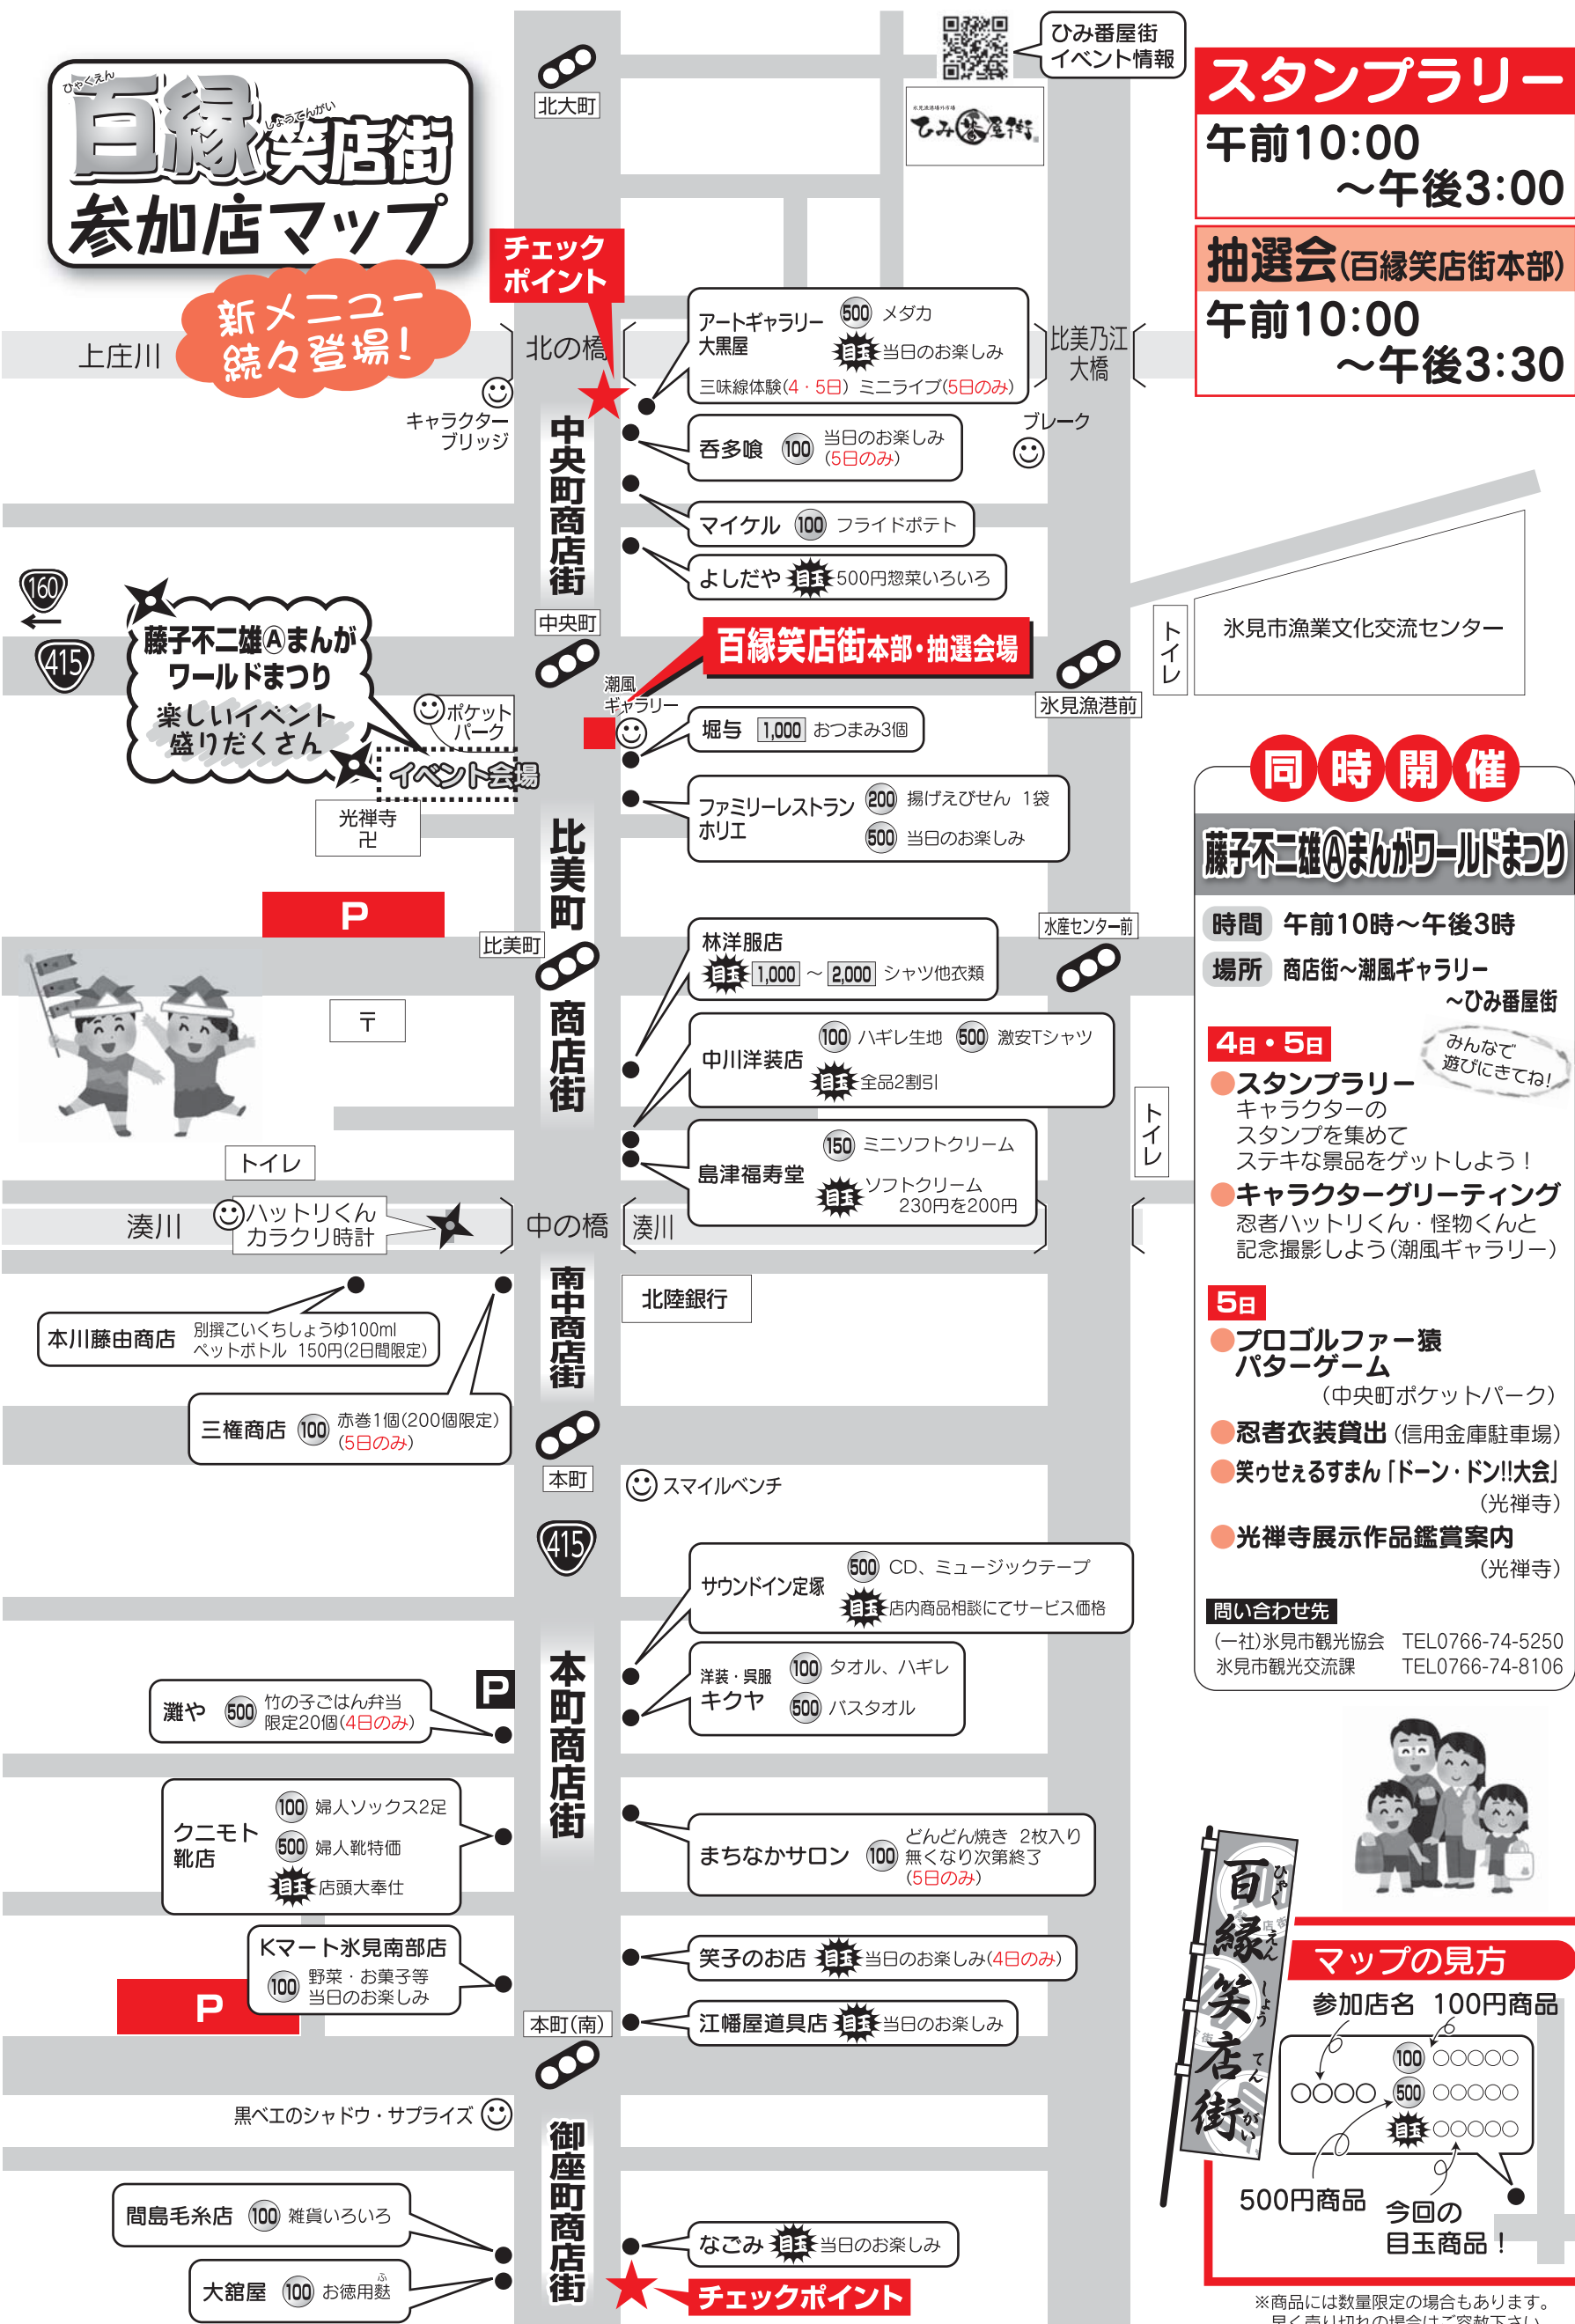 ひゃくえん
しょうてんがい
百縁笑店街
参加店マップ
新メニュー
続々登場!
北大町
ひみ番屋街
イベント情報
氷見漁港場外市場
ひみ番屋街
スタンプラリー
午前10:00
～午後3:00
抽選会(百縁笑店街本部)
午前10:00
～午後3:30
チェック
ポイント
上庄川
北の橋
比美乃江
大橋
キャラクター
ブリッジ
ブレーク
中央町商店街
アートギャラリー
大黒屋
500 メダカ
目玉 当日のお楽しみ
三味線体験(4・5日) ミニライブ(5日のみ)
呑多喰 100 当日のお楽しみ
(5日のみ)
マイケル 100 フライドポテト
よしだや 目玉 500円惣菜いろいろ
160
415
藤子不二雄Ⓐまんが
ワールドまつり
楽しいイベント
盛りだくさん
中央町
百縁笑店街本部・抽選会場
氷見漁港前
トイレ
氷見市漁業文化交流センター
潮風
ギャラリー
ポケット
パーク
イベント会場
光禅寺
卍
堀与 1,000 おつまみ3個
ファミリーレストラン
ホリエ
200 揚げえびせん 1袋
500 当日のお楽しみ
比美町
商店街
P
比美町
水産センター前
〒
林洋服店
目玉 1,000 ～ 2,000 シャツ他衣類
中川洋装店
100 ハギレ生地 500 激安Tシャツ
目玉 全品2割引
島津福寿堂
150 ミニソフトクリーム
目玉 ソフトクリーム
230円を200円
トイレ
トイレ
湊川
ハットリくん
カラクリ時計
中の橋
湊川
南中商店街
北陸銀行
本川藤由商店 別撰こいくちしょうゆ100ml
ペットボトル 150円(2日間限定)
三権商店 100 赤巻1個(200個限定)
(5日のみ)
本町
スマイルベンチ
415
本町商店街
サウンドイン定塚
500 CD、ミュージックテープ
目玉 店内商品相談にてサービス価格
洋装・呉服
キクヤ
100 タオル、ハギレ
500 バスタオル
P
灘や 500 竹の子ごはん弁当
限定20個(4日のみ)
クニモト
靴店
100 婦人ソックス2足
500 婦人靴特価
目玉 店頭大奉仕
まちなかサロン 100 どんどん焼き 2枚入り
無くなり次第終了
(5日のみ)
Kマート氷見南部店
100 野菜・お菓子等
当日のお楽しみ
P
笑子のお店 目玉 当日のお楽しみ(4日のみ)
江幡屋道具店 目玉 当日のお楽しみ
本町(南)
黒ベエのシャドウ・サプライズ
御座町商店街
間島毛糸店 100 雑貨いろいろ
大舘屋 100 お徳用麩
ふ
なごみ 目玉 当日のお楽しみ
チェックポイント
同時開催
藤子不二雄Ⓐまんがワールドまつり
時間 午前10時～午後3時
場所 商店街～潮風ギャラリー
～ひみ番屋街
みんなで
遊びにきてね!
4日・5日
●スタンプラリー
キャラクターの
スタンプを集めて
ステキな景品をゲットしよう!
●キャラクターグリーティング
忍者ハットリくん・怪物くんと
記念撮影しよう(潮風ギャラリー)
5日
●プロゴルファー猿
パターゲーム
(中央町ポケットパーク)
●忍者衣装貸出(信用金庫駐車場)
●笑ゥせぇるすまん「ドーン・ドン!!大会」
(光禅寺)
●光禅寺展示作品鑑賞案内
(光禅寺)
問い合わせ先
(一社)氷見市観光協会 TEL0766-74-5250
氷見市観光交流課 TEL0766-74-8106
百縁笑店街
ひゃくえんしょうてんがい
マップの見方
参加店名 100円商品
100 ○○○○○
○○○○ 500 ○○○○○
目玉 ○○○○○
500円商品
今回の
目玉商品!
※商品には数量限定の場合もあります。
早く売り切れの場合はご容赦下さい。